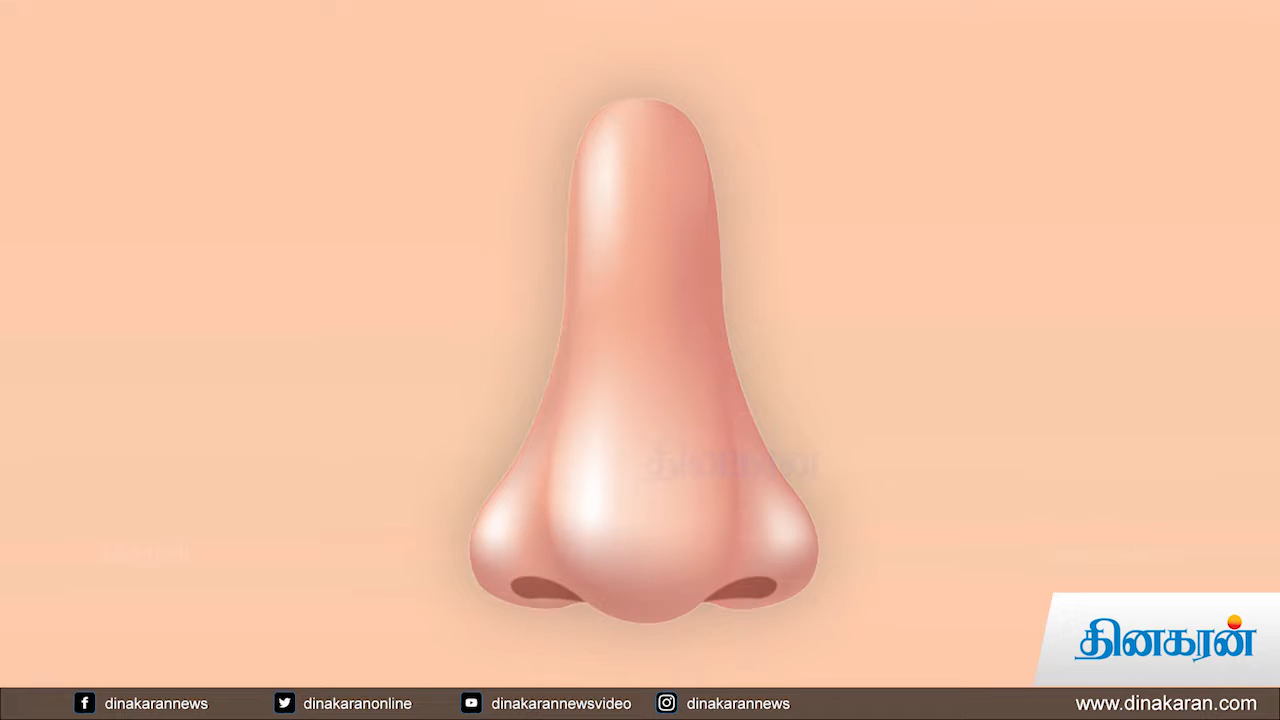 தினகரன்
dinakarannews
dinakaranonline
dinakarannewsvideo
dinakarannews
www.dinakaran.com